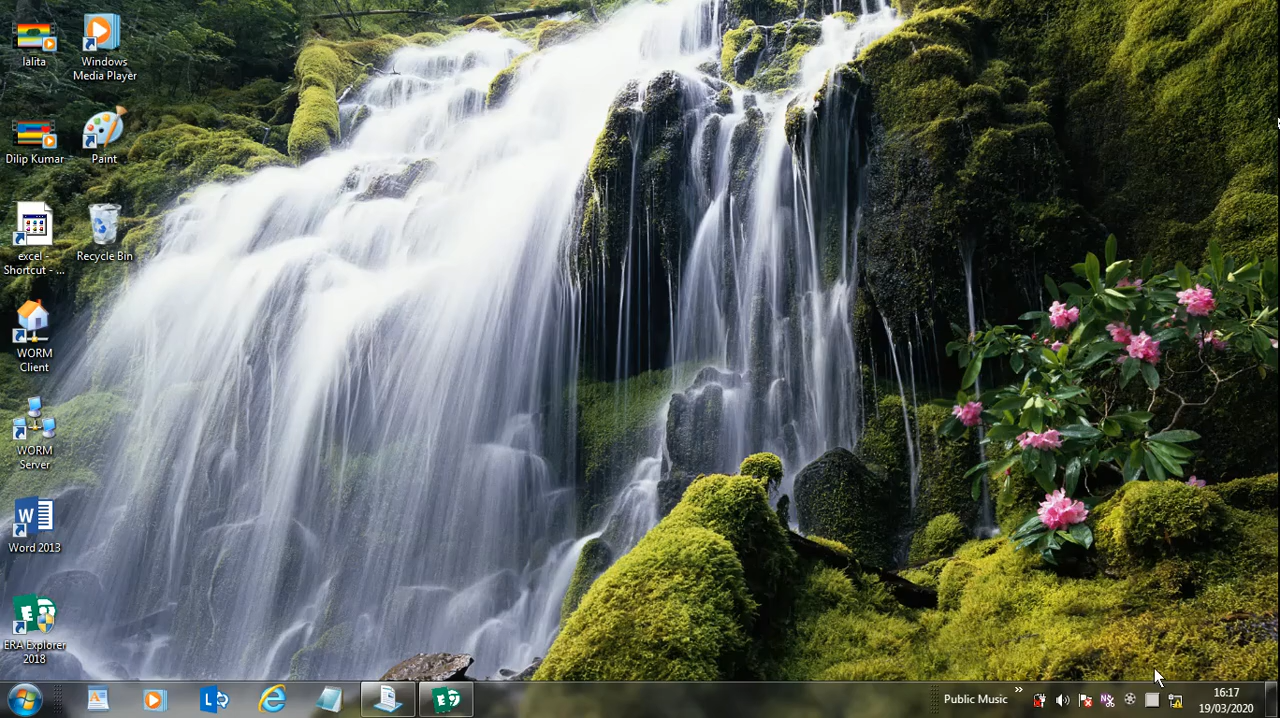 lalita
Windows
Media Player
Dilip Kumar
Paint
excel -
Shortcut - ...
Recycle Bin
WORM
Client
WORM
Server
Word 2013
ERA Explorer
2018
Public Music
»
16:17
19/03/2020